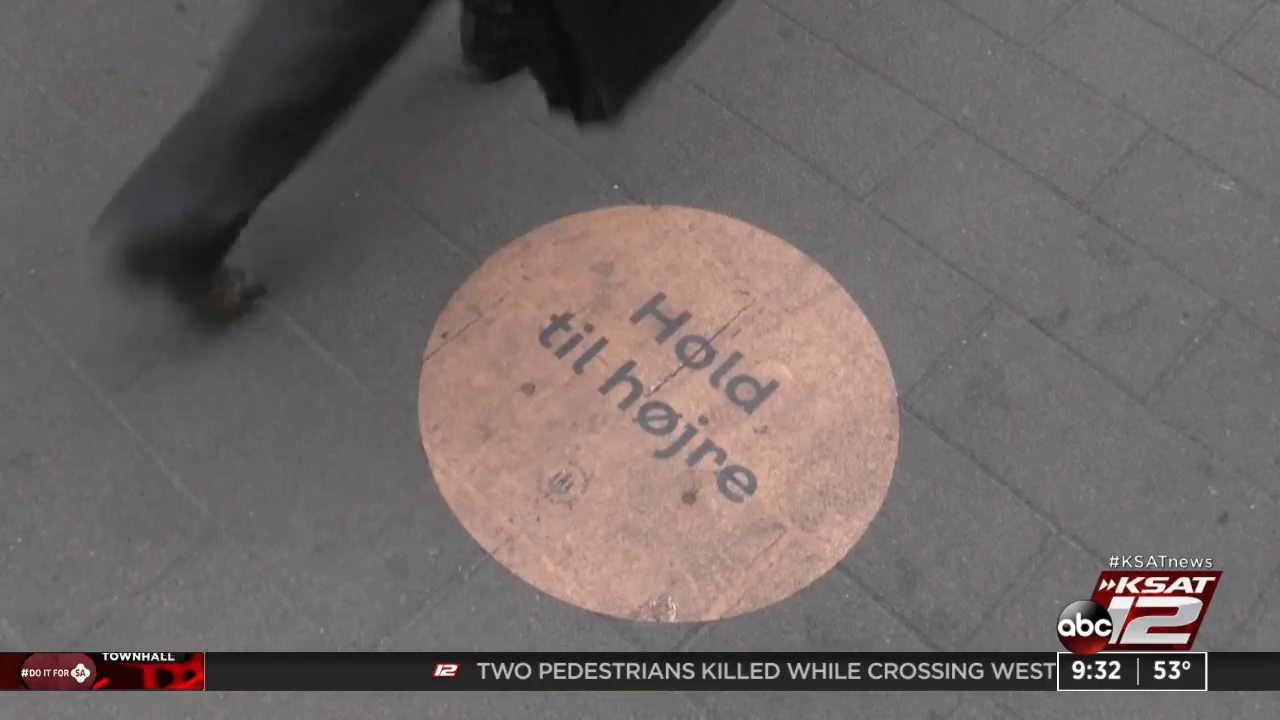 Hold
til højre
#KSATnews
KSAT
abc 12
#DO IT FOR SA
TOWNHALL
12 TWO PEDESTRIANS KILLED WHILE CROSSING WEST
9:32 53°